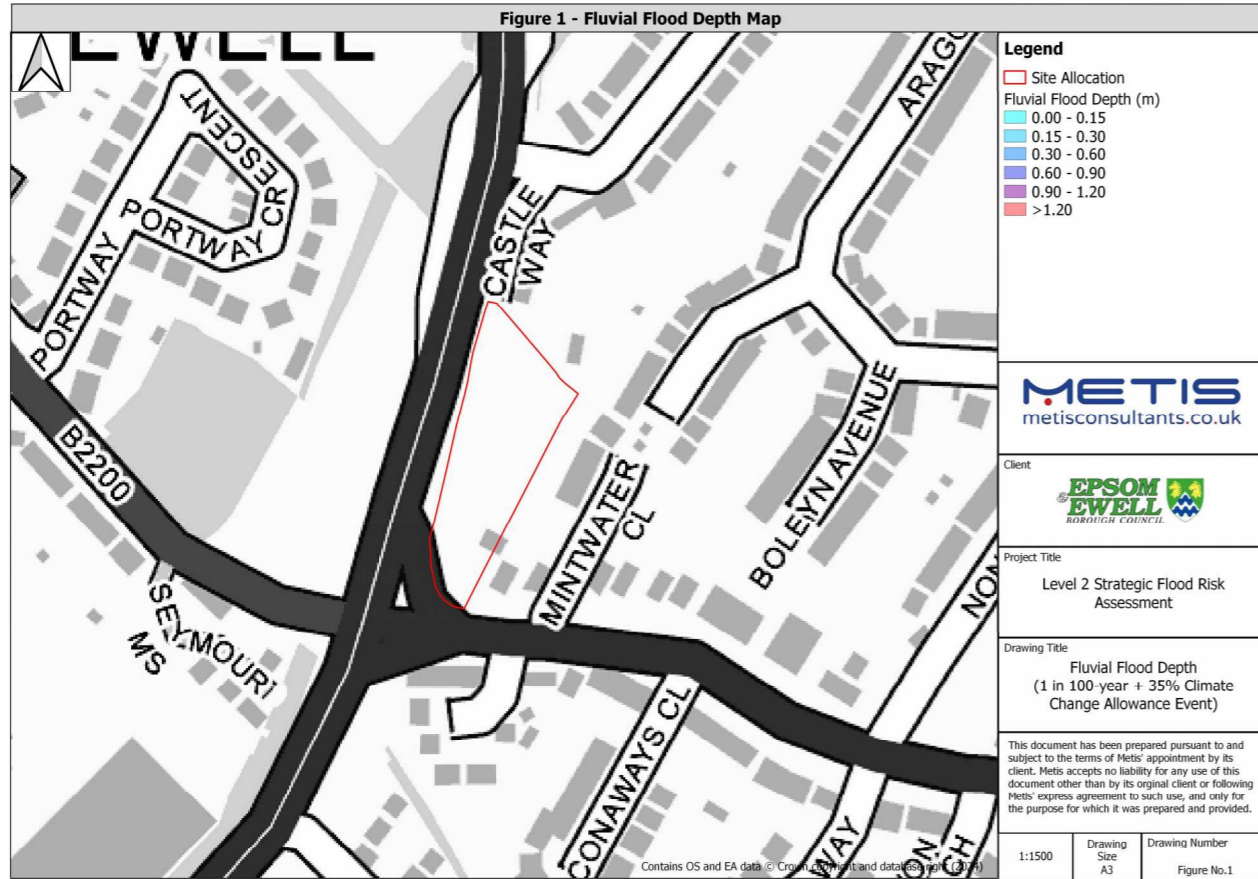 Figure 1 - Fluvial Flood Depth Map
EWELL
PORTWAY CRESCENT
PORTWAY
CASTLE
WAY
B2200
SEYMOUR
MS
MINTWATER
CL
BOLEYN AVENUE
CONAWAYS CL
WAY
Contains OS and EA data © Crown copyright and database right (2024)
Legend
Site Allocation
Fluvial Flood Depth (m)
0.00 - 0.15
0.15 - 0.30
0.30 - 0.60
0.60 - 0.90
0.90 - 1.20
>1.20
METIS
metisconsultants.co.uk
Client
EPSOM
& EWELL
BOROUGH COUNCIL
Project Title
Level 2 Strategic Flood Risk
Assessment
Drawing Title
Fluvial Flood Depth
(1 in 100-year + 35% Climate
Change Allowance Event)
This document has been prepared pursuant to and
subject to the terms of Metis' appointment by its
client. Metis accepts no liability for any use of this
document other than by its orginal client or following
Metis' express agreement to such use, and only for
the purpose for which it was prepared and provided.
1:1500
Drawing
Size
A3
Drawing Number
Figure No.1